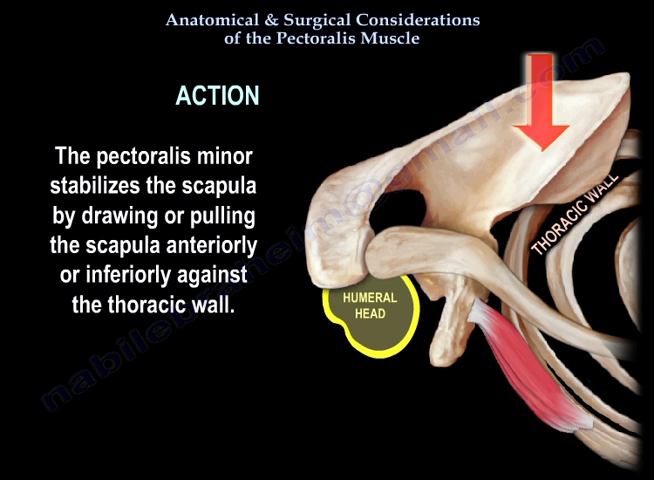 Anatomical & Surgical Considerations
of the Pectoralis Muscle
ACTION
The pectoralis minor
stabilizes the scapula
by drawing or pulling
the scapula anteriorly
or inferiorly against
the thoracic wall.
THORACIC WALL
HUMERAL
HEAD